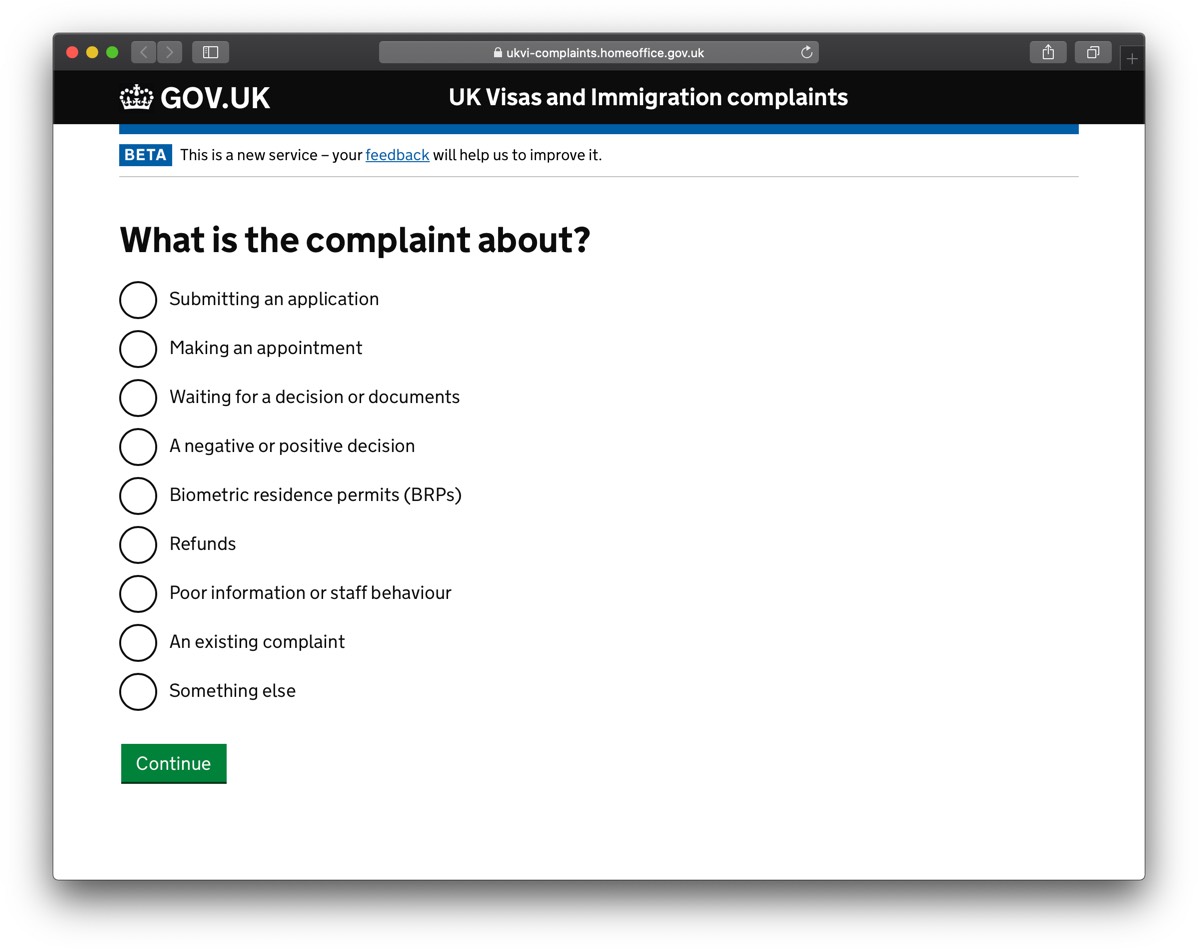 ukvi-complaints.homeoffice.gov.uk
GOV.UK
UK Visas and Immigration complaints
BETA This is a new service – your feedback will help us to improve it.
What is the complaint about?
Submitting an application
Making an appointment
Waiting for a decision or documents
A negative or positive decision
Biometric residence permits (BRPs)
Refunds
Poor information or staff behaviour
An existing complaint
Something else
Continue